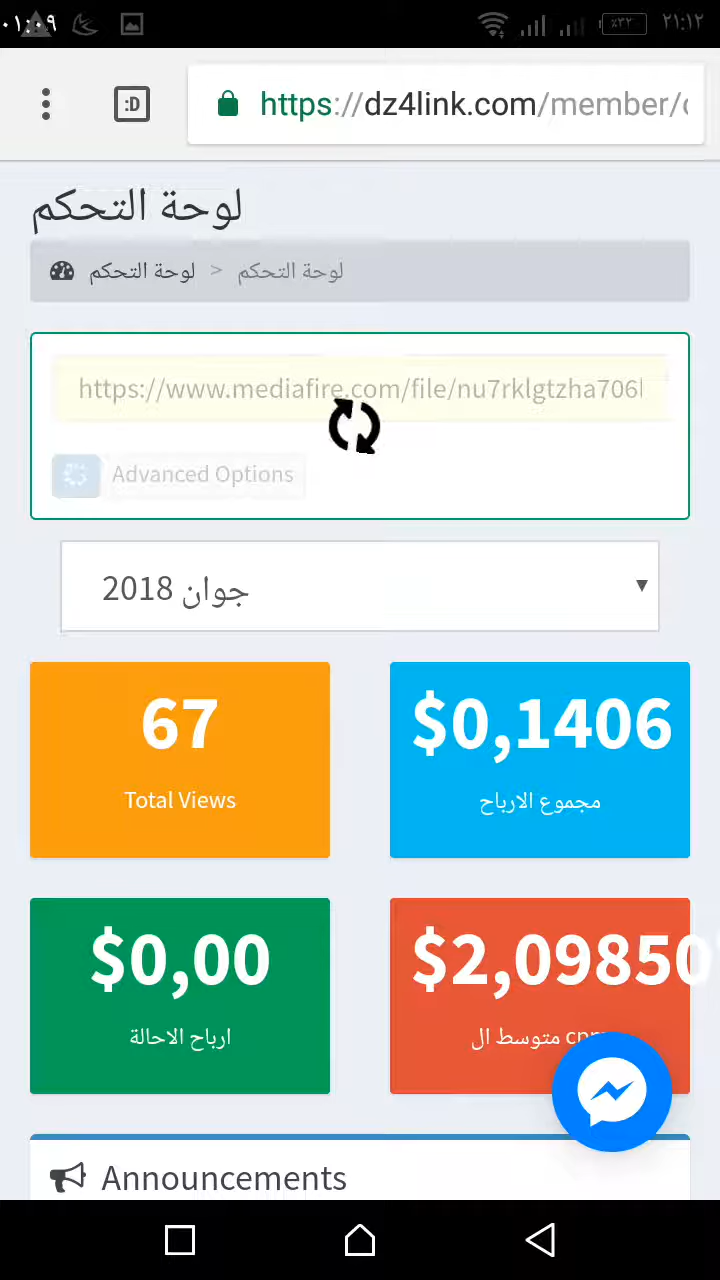 ٠١:٠٩
٪٣٢
٢١:١٢
:D
https://dz4link.com/member/
لوحة التحكم
لوحة التحكم > لوحة التحكم
https://www.mediafire.com/file/nu7rklgtzha706
Advanced Options
جوان 2018
67
Total Views
$0,1406
مجموع الارباح
$0,00
ارباح الاحالة
$2,09850
متوسط ال
Announcements